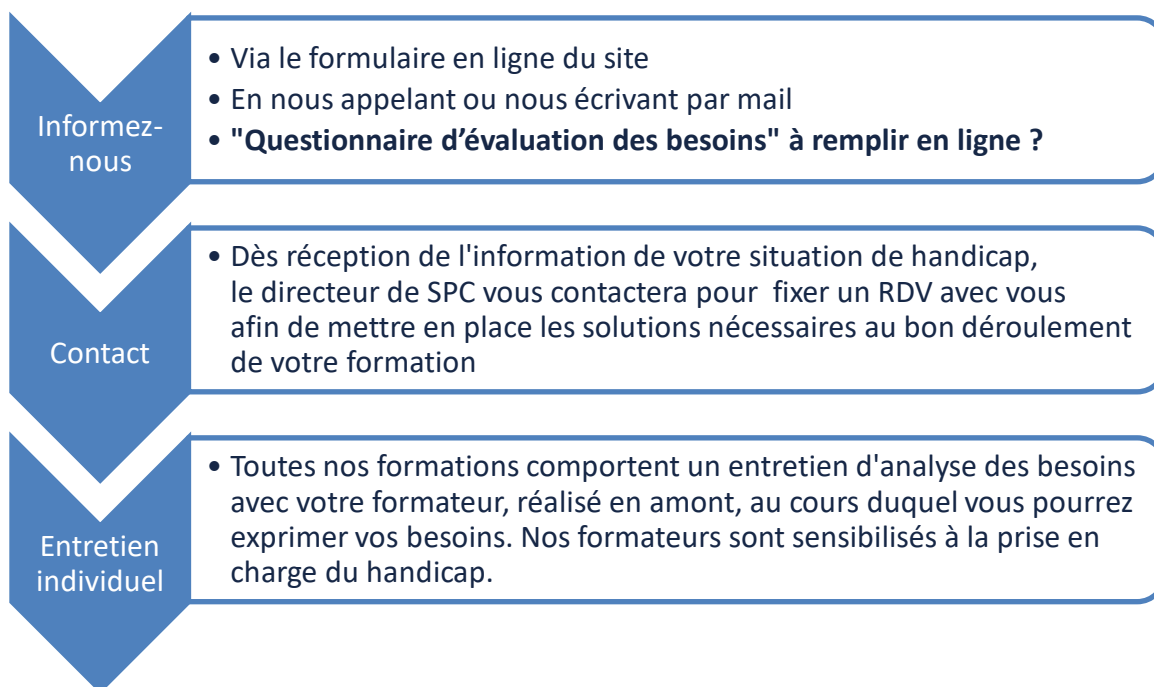 Informez-
nous
• Via le formulaire en ligne du site
• En nous appelant ou nous écrivant par mail
• "Questionnaire d’évaluation des besoins" à remplir en ligne ?
Contact
• Dès réception de l'information de votre situation de handicap,
le directeur de SPC vous contactera pour  fixer un RDV avec vous
afin de mettre en place les solutions nécessaires au bon déroulement
de votre formation
Entretien
individuel
• Toutes nos formations comportent un entretien d'analyse des besoins
avec votre formateur, réalisé en amont, au cours duquel vous pourrez
exprimer vos besoins. Nos formateurs sont sensibilisés à la prise en
charge du handicap.